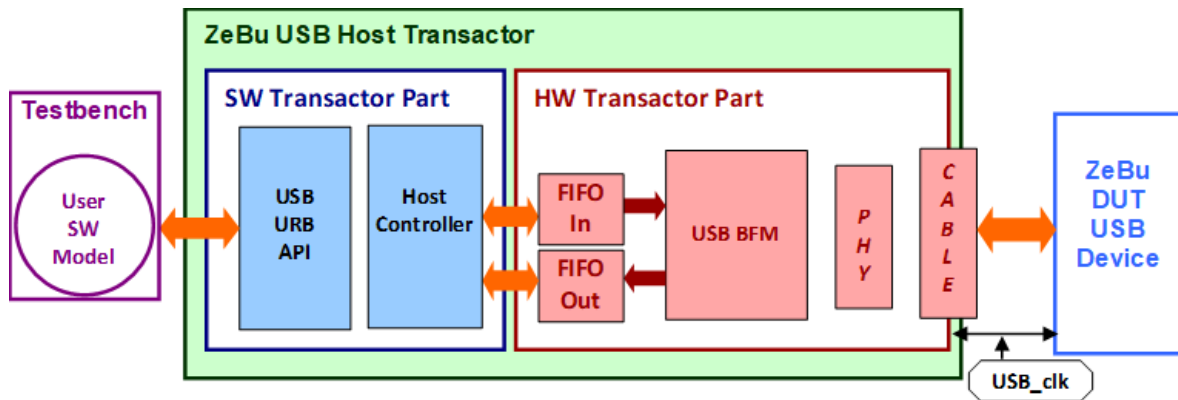 ZeBu USB Host Transactor
Testbench
User
SW
Model
SW Transactor Part
USB
URB
API
Host
Controller
HW Transactor Part
FIFO
In
FIFO
Out
USB BFM
P
H
Y
C
A
B
L
E
ZeBu
DUT
USB
Device
USB_clk